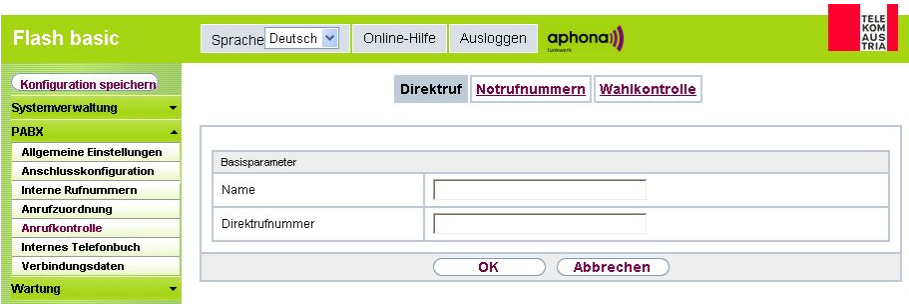 Flash basic
Sprache Deutsch Online-Hilfe Ausloggen aphona))) funkwerk
TELE
KOM
AUS
TRIA
Konfiguration speichern
Systemverwaltung
PABX
Allgemeine Einstellungen
Anschlusskonfiguration
Interne Rufnummern
Anrufzuordnung
Anrufkontrolle
Internes Telefonbuch
Verbindungsdaten
Wartung
Direktruf Notrufnummern Wahlkontrolle
Basisparameter
Name
Direktrufnummer
OK Abbrechen